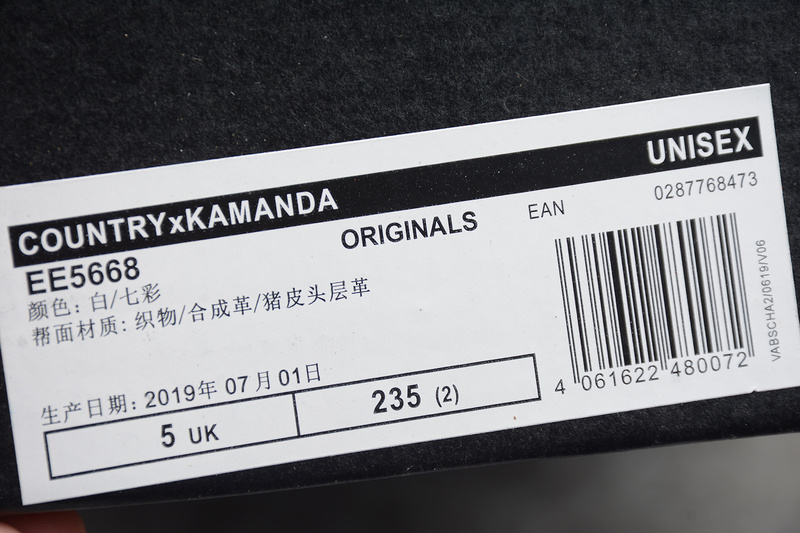 COUNTRYxKAMANDA UNISEX
EE5668 ORIGINALS EAN 0287768473
颜色: 白/七彩
帮面材质: 织物/合成革/猪皮头层革
生产日期: 2019年 07月 01日
5 UK 235 (2)
4 061622 480072
VABSCHA2/0619/V06